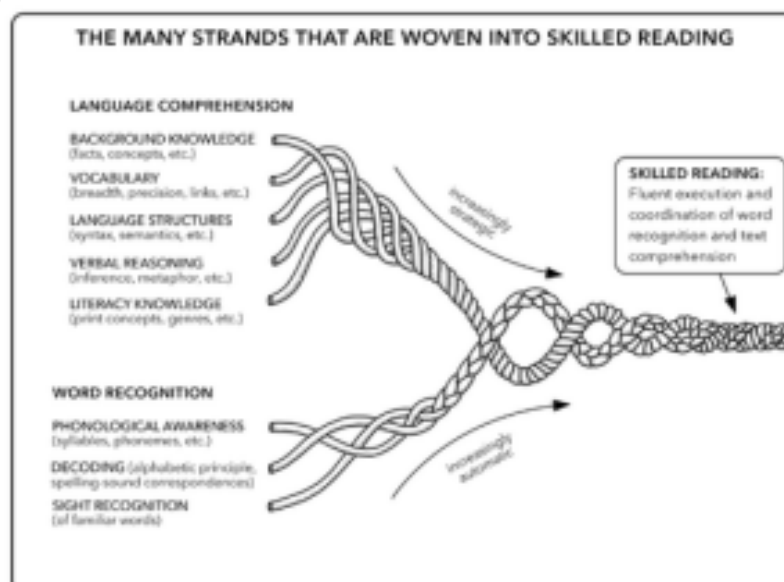 THE MANY STRANDS THAT ARE WOVEN INTO SKILLED READING
LANGUAGE COMPREHENSION
BACKGROUND KNOWLEDGE
(facts, concepts, etc.)
VOCABULARY
(breadth, precision, links, etc.)
LANGUAGE STRUCTURES
(syntax, semantics, etc.)
VERBAL REASONING
(inference, metaphor, etc.)
LITERACY KNOWLEDGE
(print concepts, genres, etc.)
increasingly
strategic
SKILLED READING:
Fluent execution and
coordination of word
recognition and text
comprehension
WORD RECOGNITION
PHONOLOGICAL AWARENESS
(syllables, phonemes, etc.)
DECODING (alphabetic principle,
spelling-sound correspondences)
SIGHT RECOGNITION
(of familiar words)
increasingly
automatic